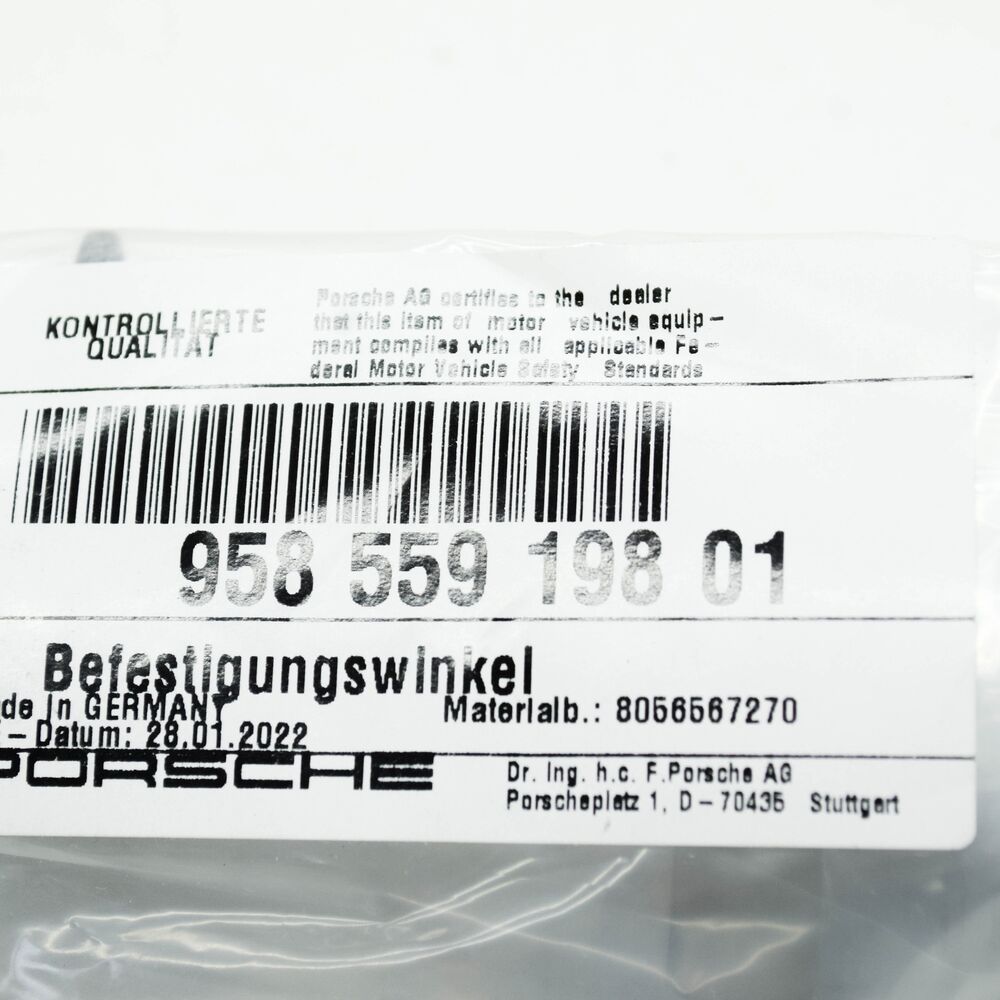 KONTROLLIERTE
QUALITÄT
Porsche AG certifies to the dealer
that this item of motor vehicle equip-
ment complies with all applicable Fe-
deral Motor Vehicle Safety Standards
958 559 198 01
Befestigungswinkel
de in GERMANY
Materialb.: 8056567270
- Datum: 28.01.2022
PORSCHE
Dr. Ing. h.c. F.Porsche AG
Porscheplatz 1, D-70435 Stuttgart